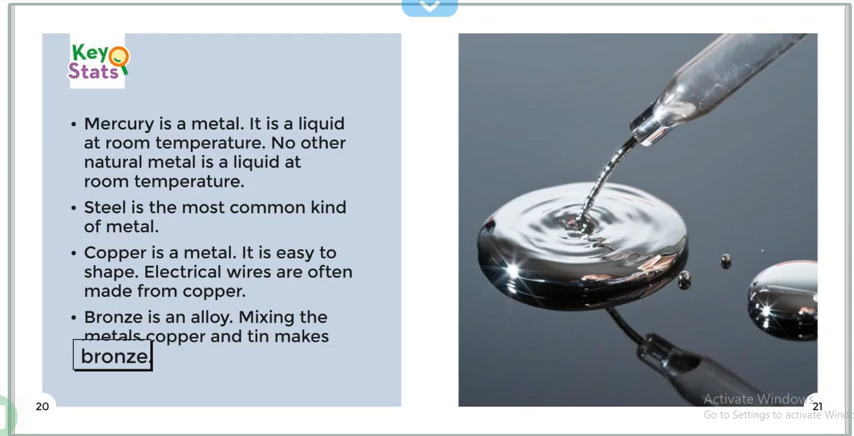 Key
Stats
• Mercury is a metal. It is a liquid
at room temperature. No other
natural metal is a liquid at
room temperature.
• Steel is the most common kind
of metal.
• Copper is a metal. It is easy to
shape. Electrical wires are often
made from copper.
• Bronze is an alloy. Mixing the
metals copper and tin makes
bronze.
20
21
Activate Windows
Go to Settings to activate Wind